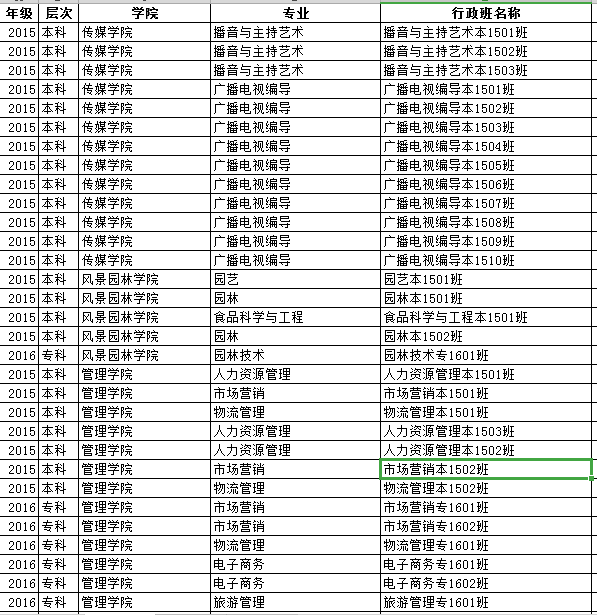 年级 层次 学院 专业 行政班名称
2015 本科 传媒学院 播音与主持艺术 播音与主持艺术本1501班
2015 本科 传媒学院 播音与主持艺术 播音与主持艺术本1502班
2015 本科 传媒学院 播音与主持艺术 播音与主持艺术本1503班
2015 本科 传媒学院 广播电视编导 广播电视编导本1501班
2015 本科 传媒学院 广播电视编导 广播电视编导本1502班
2015 本科 传媒学院 广播电视编导 广播电视编导本1503班
2015 本科 传媒学院 广播电视编导 广播电视编导本1504班
2015 本科 传媒学院 广播电视编导 广播电视编导本1505班
2015 本科 传媒学院 广播电视编导 广播电视编导本1506班
2015 本科 传媒学院 广播电视编导 广播电视编导本1507班
2015 本科 传媒学院 广播电视编导 广播电视编导本1508班
2015 本科 传媒学院 广播电视编导 广播电视编导本1509班
2015 本科 传媒学院 广播电视编导 广播电视编导本1510班
2015 本科 风景园林学院 园艺 园艺本1501班
2015 本科 风景园林学院 园林 园林本1501班
2015 本科 风景园林学院 食品科学与工程 食品科学与工程本1501班
2015 本科 风景园林学院 园林 园林本1502班
2016 专科 风景园林学院 园林技术 园林技术专1601班
2015 本科 管理学院 人力资源管理 人力资源管理本1501班
2015 本科 管理学院 市场营销 市场营销本1501班
2015 本科 管理学院 物流管理 物流管理本1501班
2015 本科 管理学院 人力资源管理 人力资源管理本1503班
2015 本科 管理学院 人力资源管理 人力资源管理本1502班
2015 本科 管理学院 市场营销 市场营销本1502班
2015 本科 管理学院 物流管理 物流管理本1502班
2016 专科 管理学院 市场营销 市场营销专1601班
2016 专科 管理学院 市场营销 市场营销专1602班
2016 专科 管理学院 物流管理 物流管理专1601班
2016 专科 管理学院 电子商务 电子商务专1601班
2016 专科 管理学院 电子商务 电子商务专1602班
2016 专科 管理学院 旅游管理 旅游管理专1601班